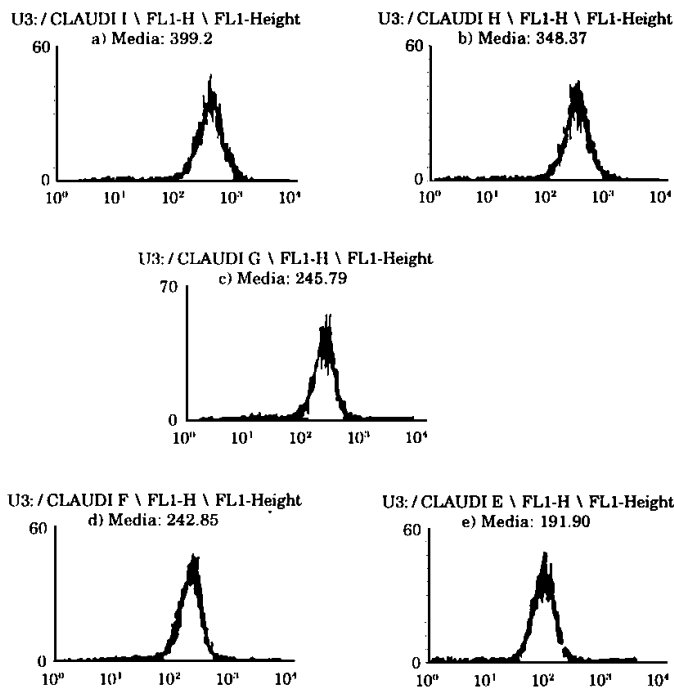 U3: / CLAUDI I \ FL1-H \ FL1-Height
a) Media: 399.2
60
0
10⁰ 10¹ 10² 10³ 10⁴
U3: / CLAUDI H \ FL1-H \ FL1-Height
b) Media: 348.37
60
0
10⁰ 10¹ 10² 10³ 10⁴
U3: / CLAUDI G \ FL1-H \ FL1-Height
c) Media: 245.79
70
0
10⁰ 10¹ 10² 10³ 10⁴
U3: / CLAUDI F \ FL1-H \ FL1-Height
d) Media: 242.85
60
0
10⁰ 10¹ 10² 10³ 10⁴
U3: / CLAUDI E \ FL1-H \ FL1-Height
e) Media: 191.90
60
0
10⁰ 10¹ 10² 10³ 10⁴